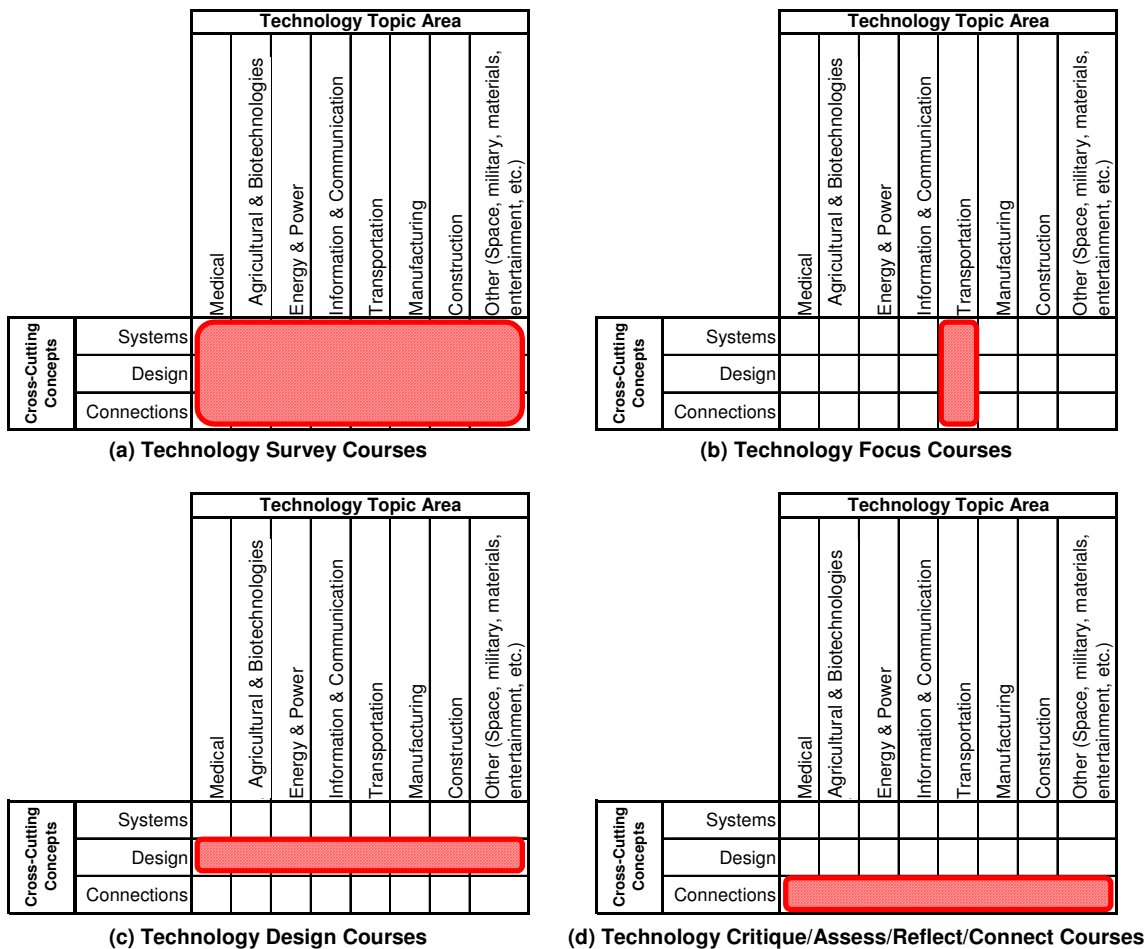 Technology Topic Area
Medical
Agricultural & Biotechnologies
Energy & Power
Information & Communication
Transportation
Manufacturing
Construction
Other (Space, military, materials,
entertainment, etc.)
Cross-Cutting
Concepts
Systems
Design
Connections
(a) Technology Survey Courses
Technology Topic Area
Medical
Agricultural & Biotechnologies
Energy & Power
Information & Communication
Transportation
Manufacturing
Construction
Other (Space, military, materials,
entertainment, etc.)
Cross-Cutting
Concepts
Systems
Design
Connections
(b) Technology Focus Courses
Technology Topic Area
Medical
Agricultural & Biotechnologies
Energy & Power
Information & Communication
Transportation
Manufacturing
Construction
Other (Space, military, materials,
entertainment, etc.)
Cross-Cutting
Concepts
Systems
Design
Connections
(c) Technology Design Courses
Technology Topic Area
Medical
Agricultural & Biotechnologies
Energy & Power
Information & Communication
Transportation
Manufacturing
Construction
Other (Space, military, materials,
entertainment, etc.)
Cross-Cutting
Concepts
Systems
Design
Connections
(d) Technology Critique/Assess/Reflect/Connect Courses